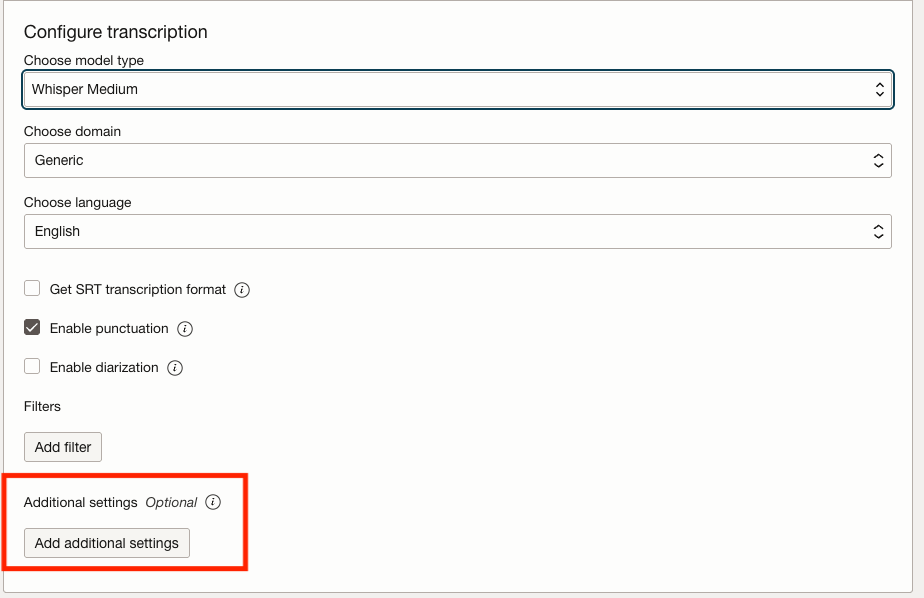 Configure transcription
Choose model type
Whisper Medium
Choose domain
Generic
Choose language
English
Get SRT transcription format i
Enable punctuation i
Enable diarization i
Filters
Add filter
Additional settings Optional i
Add additional settings